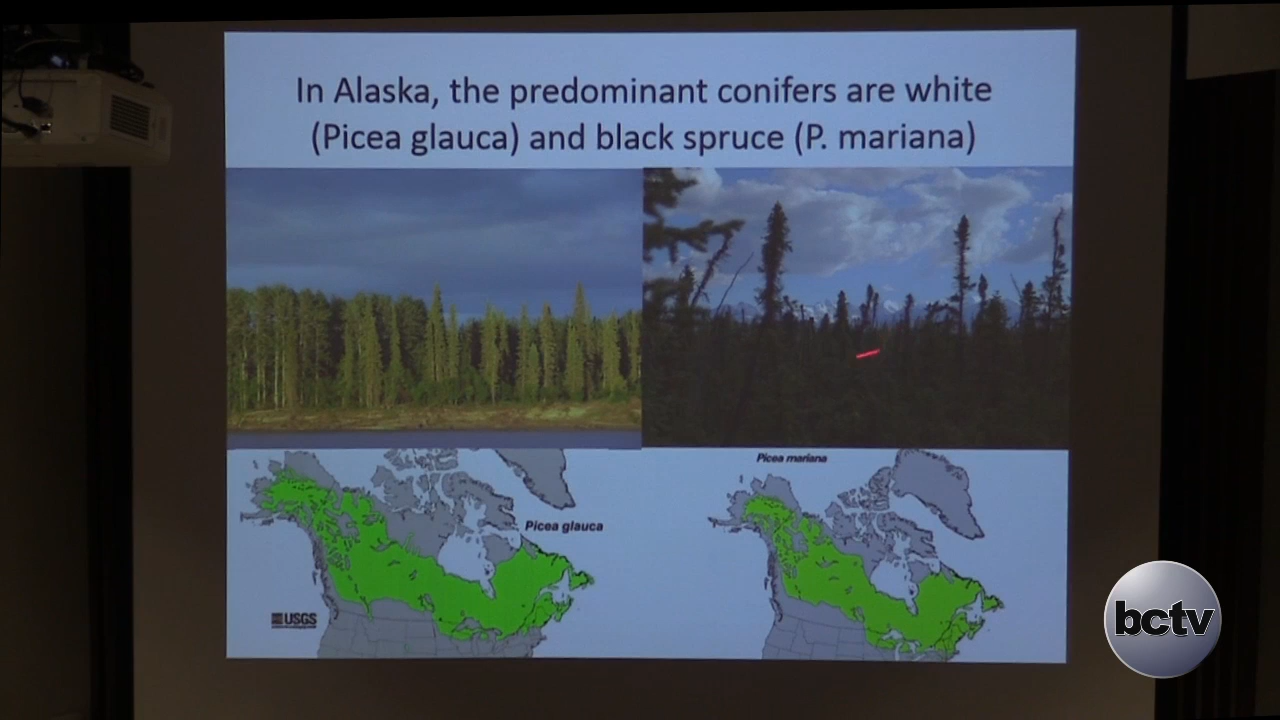 In Alaska, the predominant conifers are white
(Picea glauca) and black spruce (P. mariana)
Picea mariana
Picea glauca
USGS
bctv